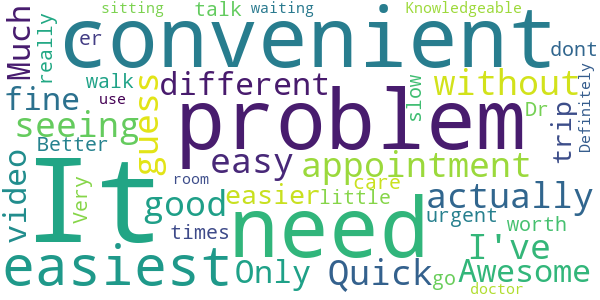 sitting talk waiting Knowledgeable
Much really er convenient dont
walk different without
fine guess problem slow Dr Definitely
use trip
seeing Better easy appointment
video Very room easier care little actually
It good need urgent
times worth
easiest Only Quick go I've
Awesome
doctor